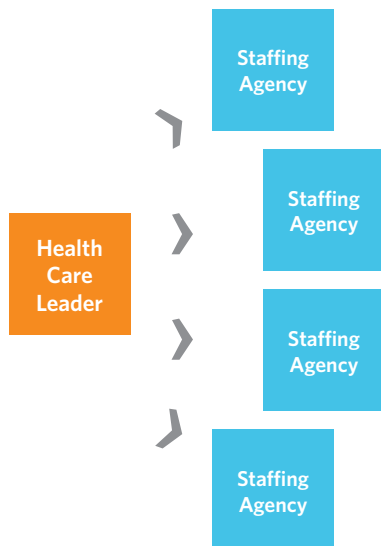 Staffing
Agency
Staffing
Agency
Health
Care
Leader
Staffing
Agency
Staffing
Agency